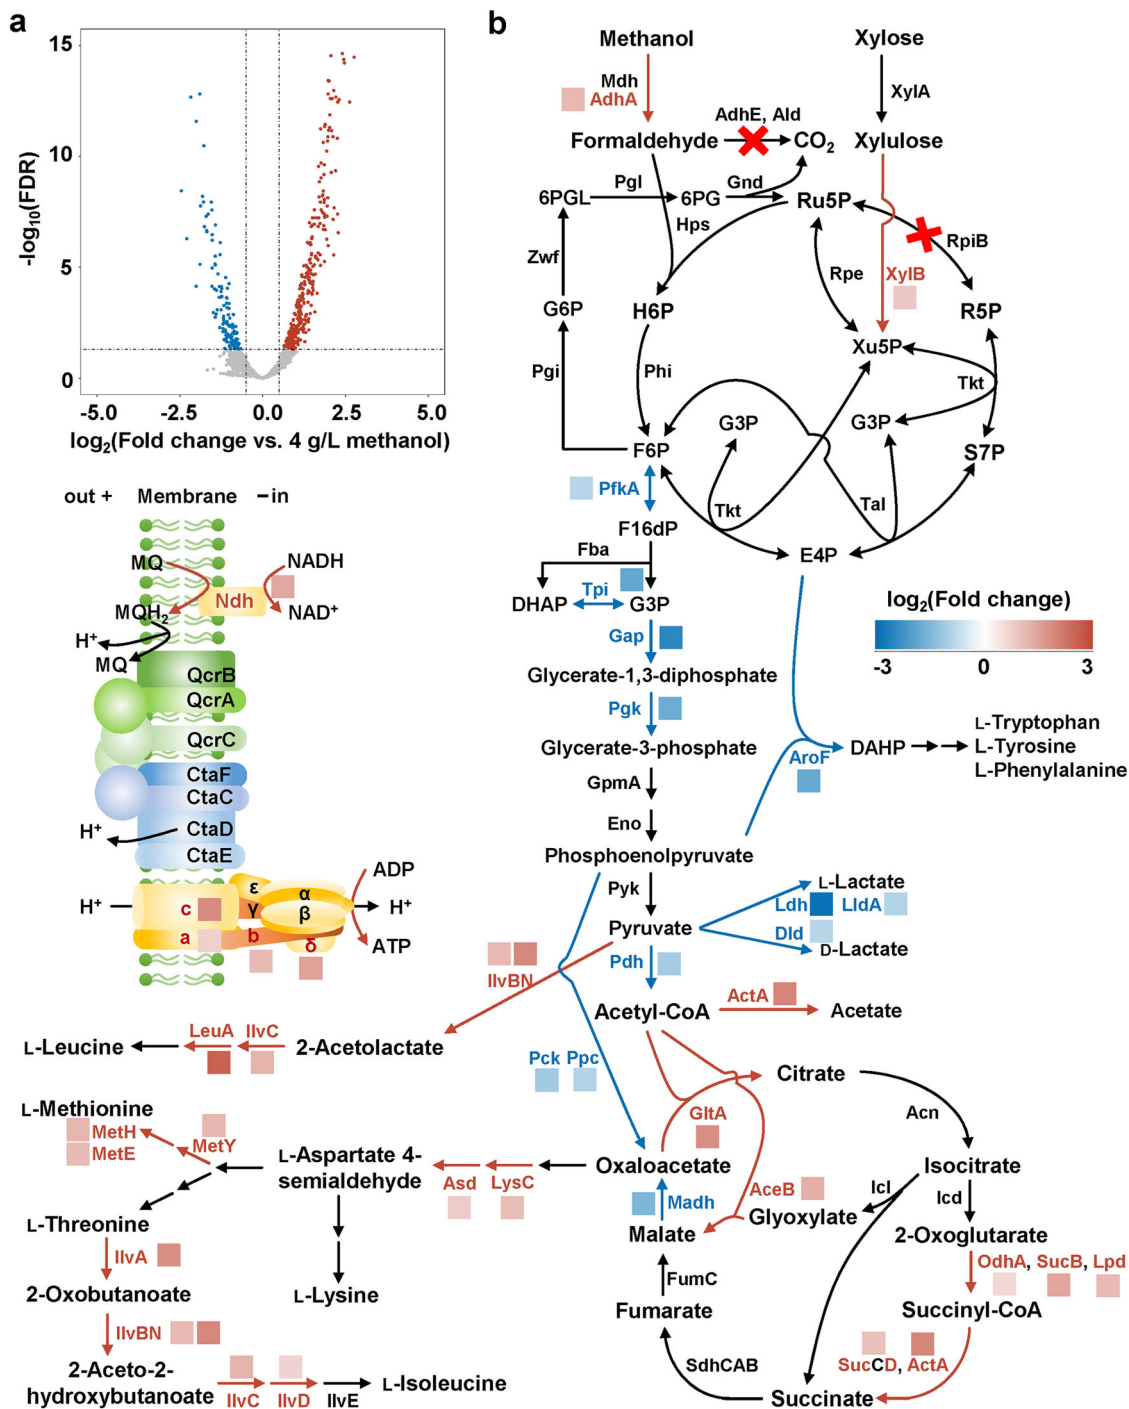 a
15
10
5
0
-log10(FDR)
-5.0 -2.5 0.0 2.5 5.0
log2(Fold change vs. 4 g/L methanol)
out + Membrane −in
MQ
NADH
Ndh
MQH2
NAD+
H+
MQ
QcrB
QcrA
QcrC
CtaF
CtaC
H+
CtaD
CtaE
ADP
ε
α
H+
c
γ
β
H+
a
b
δ
ATP
b
Methanol
Xylose
Mdh
AdhA
XylA
AdhE, Ald
Formaldehyde
CO2
Xylulose
Pgl
Gnd
6PGL
6PG
Ru5P
Hps
RpiB
Zwf
Rpe
XylB
G6P
H6P
R5P
Xu5P
Pgi
Phi
Tkt
G3P
G3P
F6P
S7P
PfkA
Tkt
Tal
F16dP
Fba
E4P
Tpi
DHAP
G3P
log2(Fold change)
-3 0 3
Gap
Glycerate-1,3-diphosphate
Pgk
Glycerate-3-phosphate
DAHP
L-Tryptophan
L-Tyrosine
L-Phenylalanine
AroF
GpmA
Eno
Phosphoenolpyruvate
Pyk
L-Lactate
Ldh LldA
Pyruvate
Dld
D-Lactate
Pdh
IlvBN
ActA
Acetyl-CoA
Acetate
LeuA IlvC
L-Leucine
2-Acetolactate
Pck Ppc
Citrate
L-Methionine
GltA
Acn
MetH
MetY
MetE
L-Aspartate 4-
semialdehyde
Oxaloacetate
Isocitrate
Asd LysC
AceB
Icl
Icd
Madh
L-Threonine
Malate
Glyoxylate
2-Oxoglutarate
IlvA
OdhA, SucB, Lpd
FumC
2-Oxobutanoate
L-Lysine
Fumarate
Succinyl-CoA
IlvBN
SucCD, ActA
SdhCAB
2-Aceto-2-
hydroxybutanoate
L-Isoleucine
IlvC IlvD IlvE
Succinate